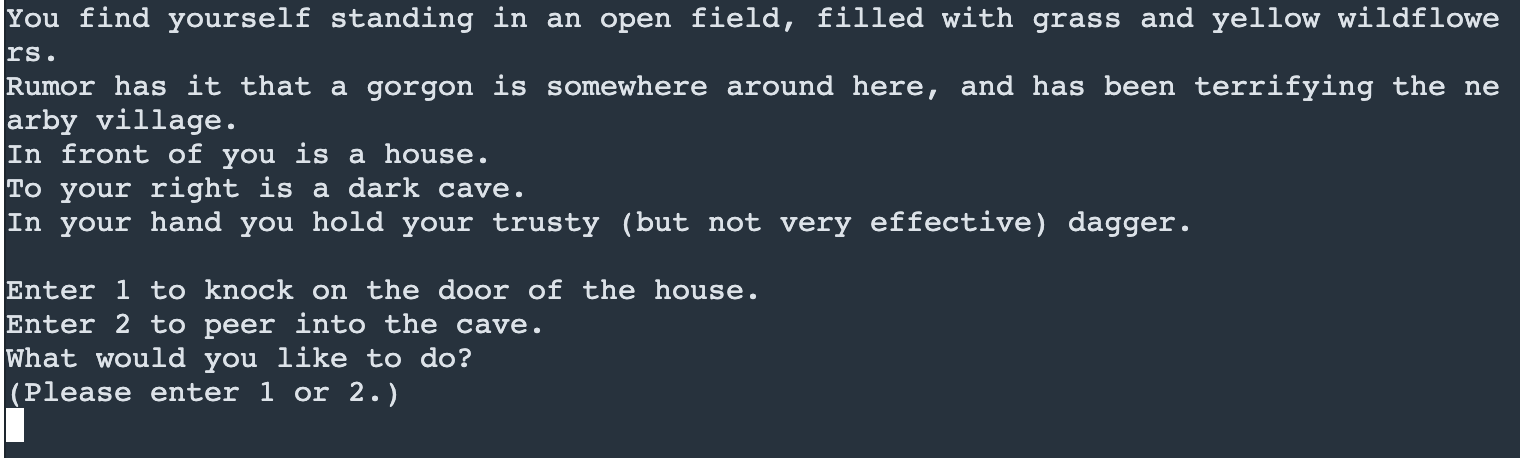 You find yourself standing in an open field, filled with grass and yellow wildflowe
rs.
Rumor has it that a gorgon is somewhere around here, and has been terrifying the ne
arby village.
In front of you is a house.
To your right is a dark cave.
In your hand you hold your trusty (but not very effective) dagger.

Enter 1 to knock on the door of the house.
Enter 2 to peer into the cave.
What would you like to do?
(Please enter 1 or 2.)